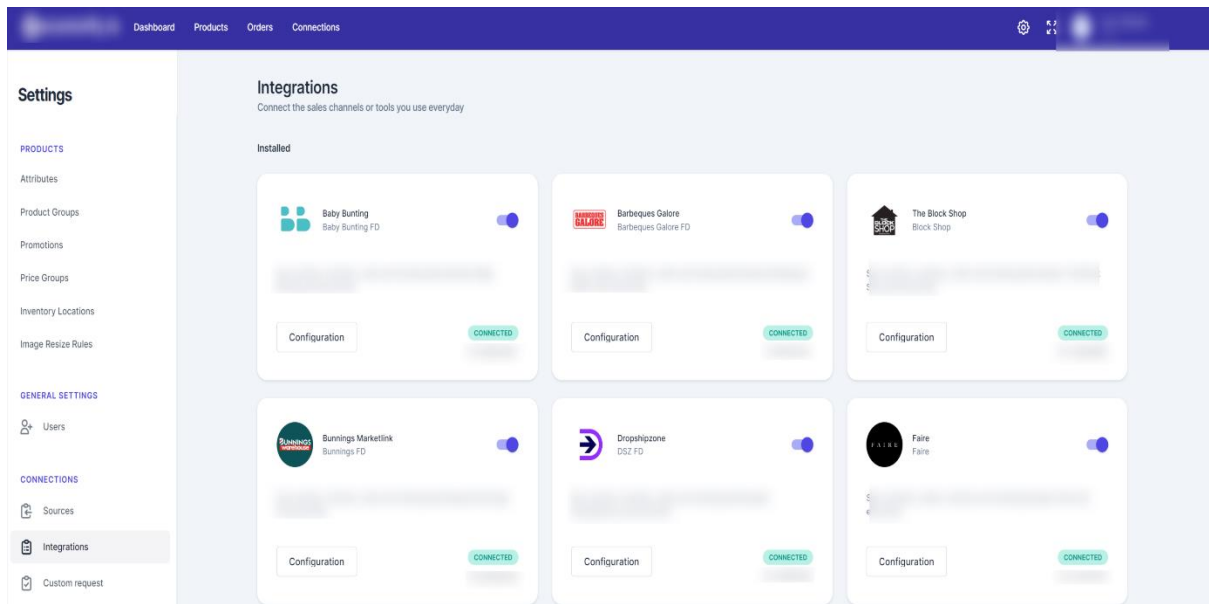 Dashboard Products Orders Connections
Settings
PRODUCTS
Attributes
Product Groups
Promotions
Price Groups
Inventory Locations
Image Resize Rules
GENERAL SETTINGS
Users
CONNECTIONS
Sources
Integrations
Custom request
Integrations
Connect the sales channels or tools you use everyday
Installed
Baby Bunting
Baby Bunting FD
Configuration
CONNECTED
BARBEQUES
GALORE
Barbeques Galore
Barbeques Galore FD
Configuration
CONNECTED
THE
BLOCK
SHOP
The Block Shop
Block Shop
Configuration
CONNECTED
BUNNINGS
warehouse
Bunnings Marketlink
Bunnings FD
Configuration
CONNECTED
Dropshipzone
DSZ FD
Configuration
CONNECTED
FAIRE
Faire
Faire
Configuration
CONNECTED